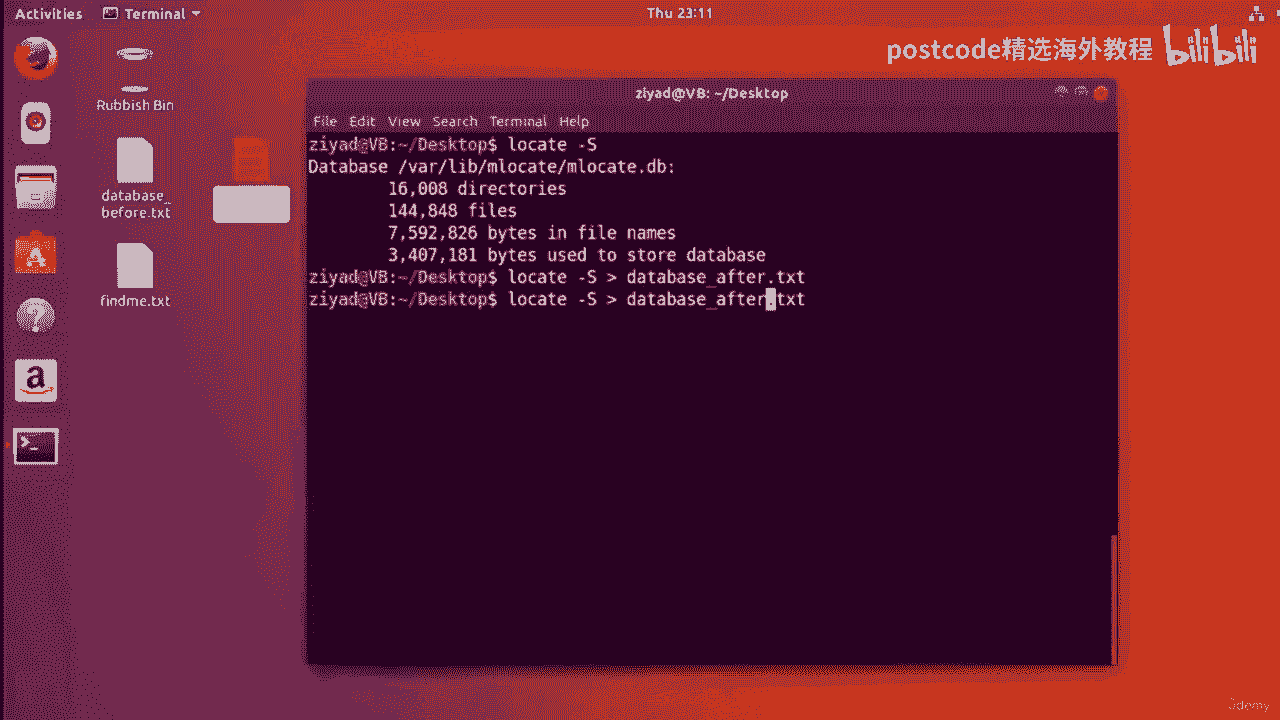 Activities
Terminal
Thu 23:11
postcode精选海外教程 bilibili
Rubbish Bin
database_
before.txt
findme.txt
ziyad@VB: ~/Desktop
File Edit View Search Terminal Help
ziyad@VB:~/Desktop$ locate -S
Database /var/lib/mlocate/mlocate.db:
16,008 directories
144,848 files
7,592,826 bytes in file names
3,407,181 bytes used to store database
ziyad@VB:~/Desktop$ locate -S > database_after.txt
ziyad@VB:~/Desktop$ locate -S > database_after.txt
Udemy